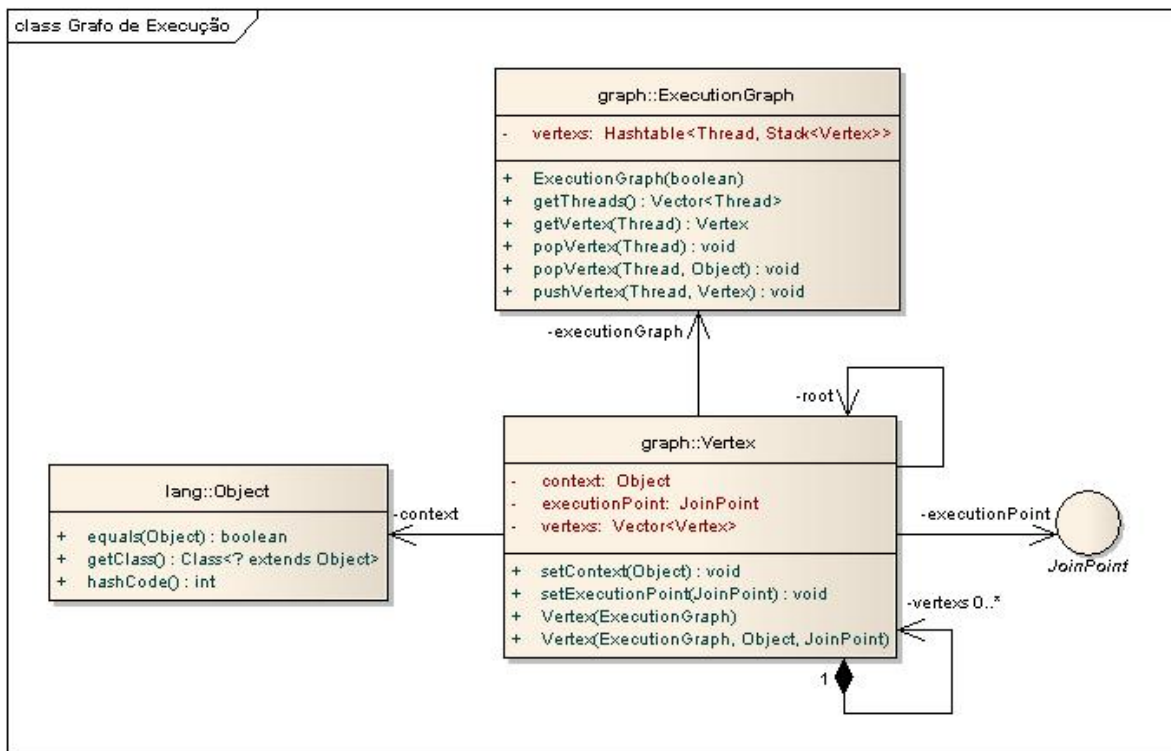 class Grafo de Execução
graph::ExecutionGraph
- vertexs: Hashtable<Thread, Stack<Vertex>>
+ ExecutionGraph(boolean)
+ getThreads() : Vector<Thread>
+ getVertex(Thread) : Vertex
+ popVertex(Thread) : void
+ popVertex(Thread, Object) : void
+ pushVertex(Thread, Vertex) : void
-executionGraph
-root
graph::Vertex
- context: Object
- executionPoint: JoinPoint
- vertexs: Vector<Vertex>
+ setContext(Object) : void
+ setExecutionPoint(JoinPoint) : void
+ Vertex(ExecutionGraph)
+ Vertex(ExecutionGraph, Object, JoinPoint)
lang::Object
+ equals(Object) : boolean
+ getClass() : Class<? extends Object>
+ hashCode() : int
-context
-executionPoint
JoinPoint
-vertexs 0..*
1